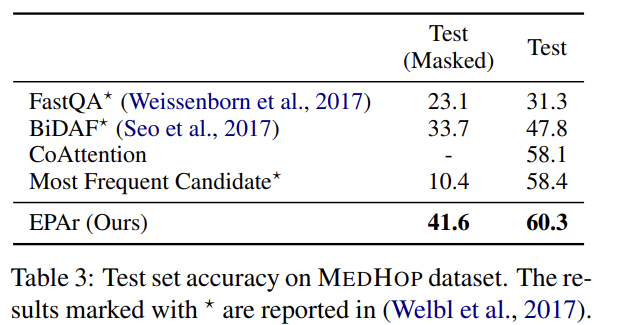 Test
(Masked) Test
FastQA* (Weissenborn et al., 2017) 23.1 31.3
BiDAF* (Seo et al., 2017) 33.7 47.8
CoAttention - 58.1
Most Frequent Candidate* 10.4 58.4
EPAr (Ours) 41.6 60.3
Table 3: Test set accuracy on MEDHOP dataset. The re-
sults marked with * are reported in (Welbl et al., 2017).